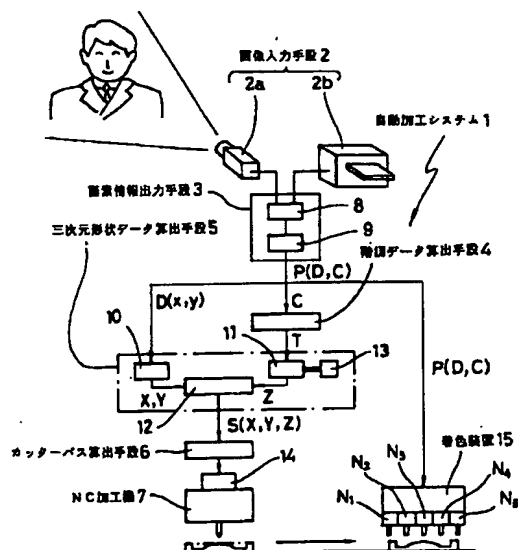 画像入力手段2
2a
2b
自動加工システム1
画素情報出力手段3
8
三次元形状データ算出手段5
9
階調データ算出手段4
P(D,C)
D(x,y)
C
10
T
11
13
X,Y
Z
12
P(D,C)
S(X,Y,Z)
着色装置15
カッターパス算出手段6
14
N1
N2
N3
N4
N5
NC加工機7